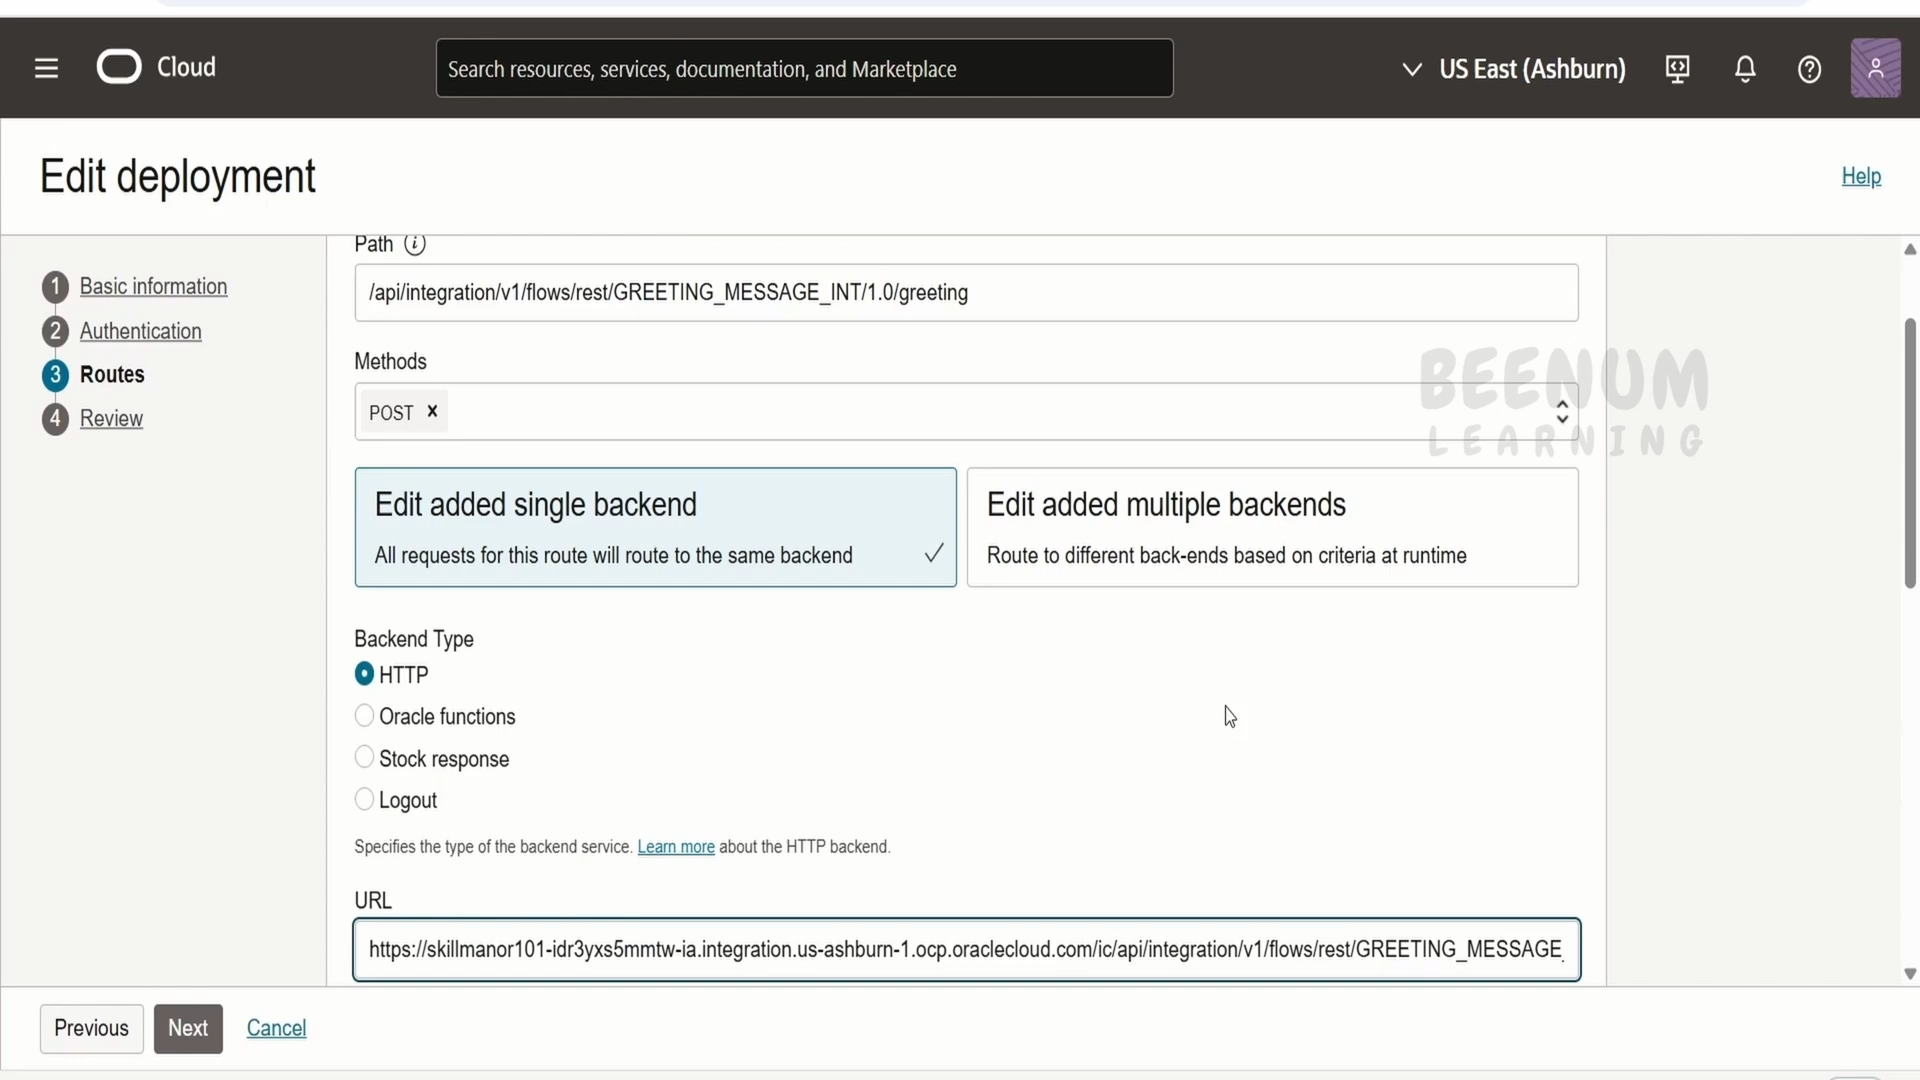 Cloud
Search resources, services, documentation, and Marketplace
US East (Ashburn)
Edit deployment
Help
1 Basic information
2 Authentication
3 Routes
4 Review
Path
/api/integration/v1/flows/rest/GREETING_MESSAGE_INT/1.0/greeting
Methods
POST ×
BEENUM
LEARNING
Edit added single backend
All requests for this route will route to the same backend
Edit added multiple backends
Route to different back-ends based on criteria at runtime
Backend Type
HTTP
Oracle functions
Stock response
Logout
Specifies the type of the backend service. Learn more about the HTTP backend.
URL
https://skillmanor101-idr3yxs5mmtw-ia.integration.us-ashburn-1.ocp.oraclecloud.com/ic/api/integration/v1/flows/rest/GREETING_MESSAGE_
Previous
Next
Cancel